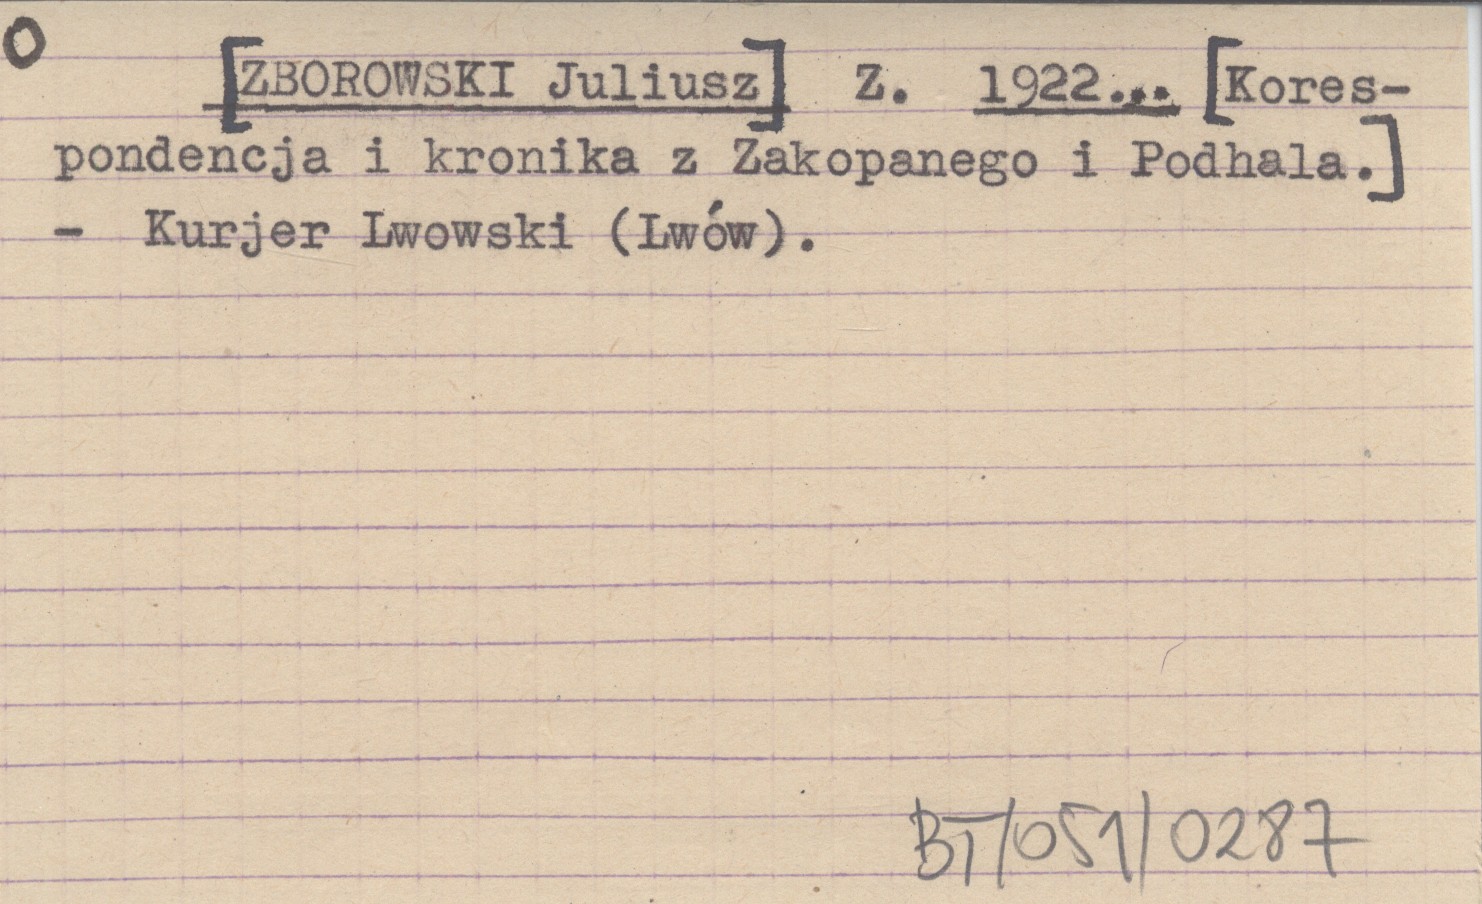 O
[ZBOROWSKI Juliusz] Z. 1922... [Kores-
pondencja i kronika z Zakopanego i Podhala.]
- Kurjer Lwowski (Lwów).
BT/051/0287